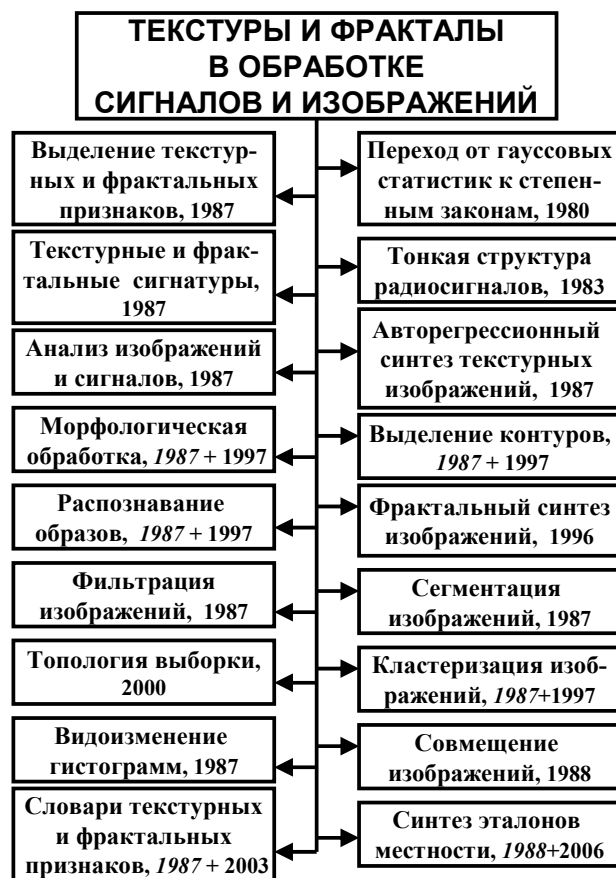 ТЕКСТУРЫ И ФРАКТАЛЫ
В ОБРАБОТКЕ
СИГНАЛОВ И ИЗОБРАЖЕНИЙ
Выделение текстур-
ных и фрактальных
признаков, 1987
Текстурные и фрак-
тальные сигнатуры,
1987
Анализ изображений
и сигналов, 1987
Морфологическая
обработка, 1987 + 1997
Распознавание
образов, 1987 + 1997
Фильтрация
изображений, 1987
Топология выборки,
2000
Видоизменение
гистограмм, 1987
Словари текстурных
и фрактальных
признаков, 1987 + 2003
Переход от гауссовых
статистик к степен-
ным законам, 1980
Тонкая структура
радиосигналов, 1983
Авторегрессионный
синтез текстурных
изображений, 1987
Выделение контуров,
1987 + 1997
Фрактальный синтез
изображений, 1996
Сегментация
изображений, 1987
Кластеризация изоб-
ражений, 1987+1997
Совмещение
изображений, 1988
Синтез эталонов
местности, 1988+2006